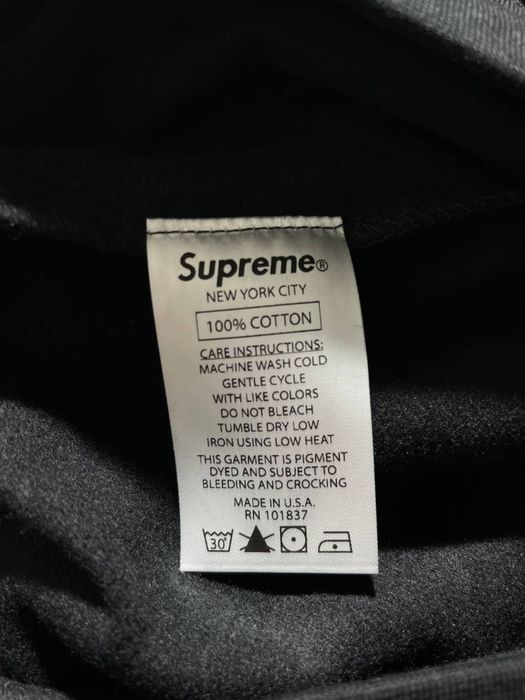 Supreme®
NEW YORK CITY
100% COTTON
CARE INSTRUCTIONS:
MACHINE WASH COLD
GENTLE CYCLE
WITH LIKE COLORS
DO NOT BLEACH
TUMBLE DRY LOW
IRON USING LOW HEAT
THIS GARMENT IS PIGMENT
DYED AND SUBJECT TO
BLEEDING AND CROCKING
MADE IN U.S.A.
RN 101837
30°